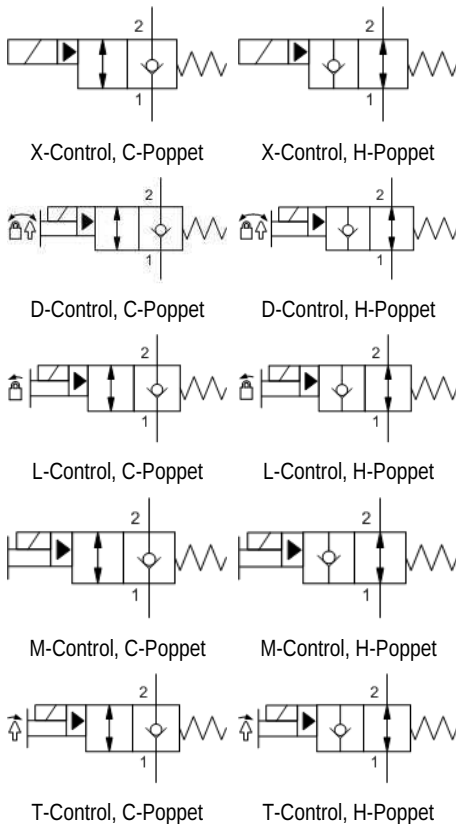 2 2
1 1
X-Control, C-Poppet X-Control, H-Poppet
2 2
1 1
D-Control, C-Poppet D-Control, H-Poppet
2 2
1 1
L-Control, C-Poppet L-Control, H-Poppet
2 2
1 1
M-Control, C-Poppet M-Control, H-Poppet
2 2
1 1
T-Control, C-Poppet T-Control, H-Poppet